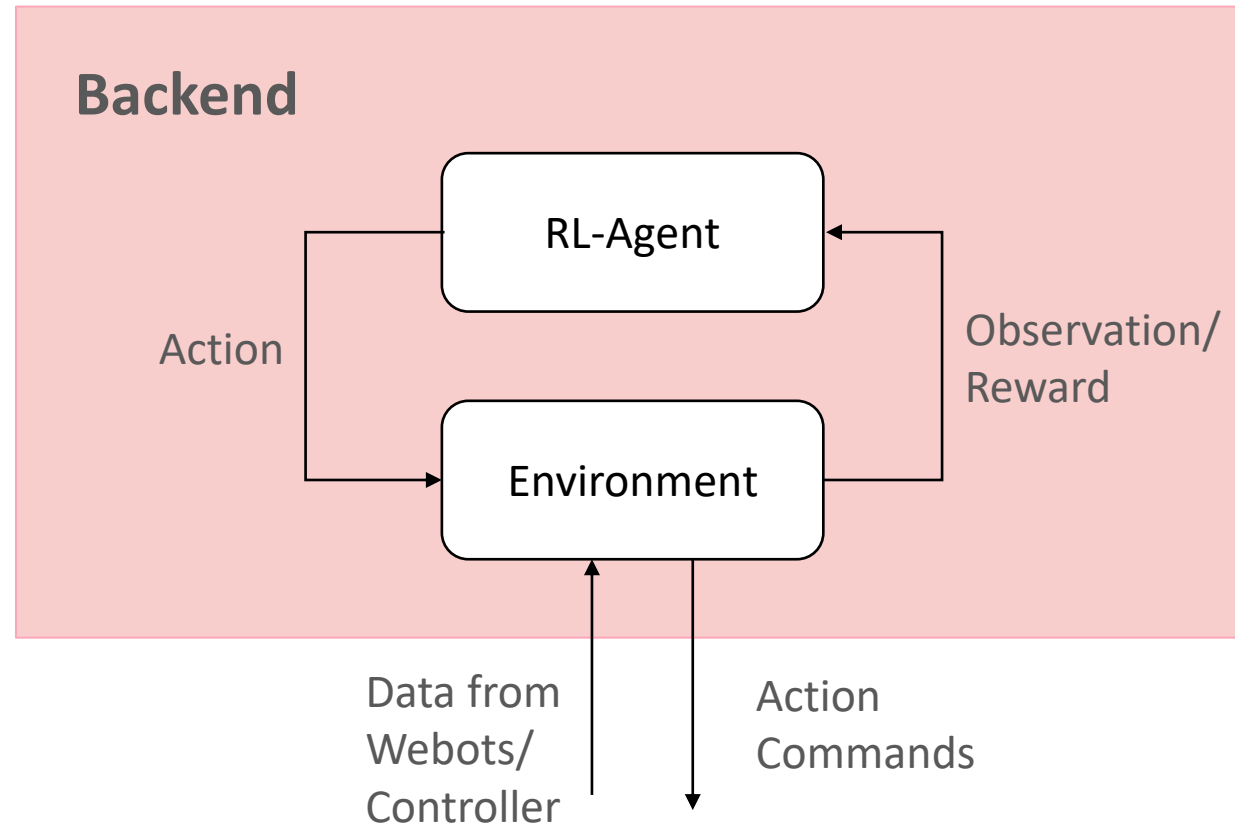 Backend
RL-Agent
Action
Observation/
Reward
Environment
Data from
Webots/
Controller
Action
Commands